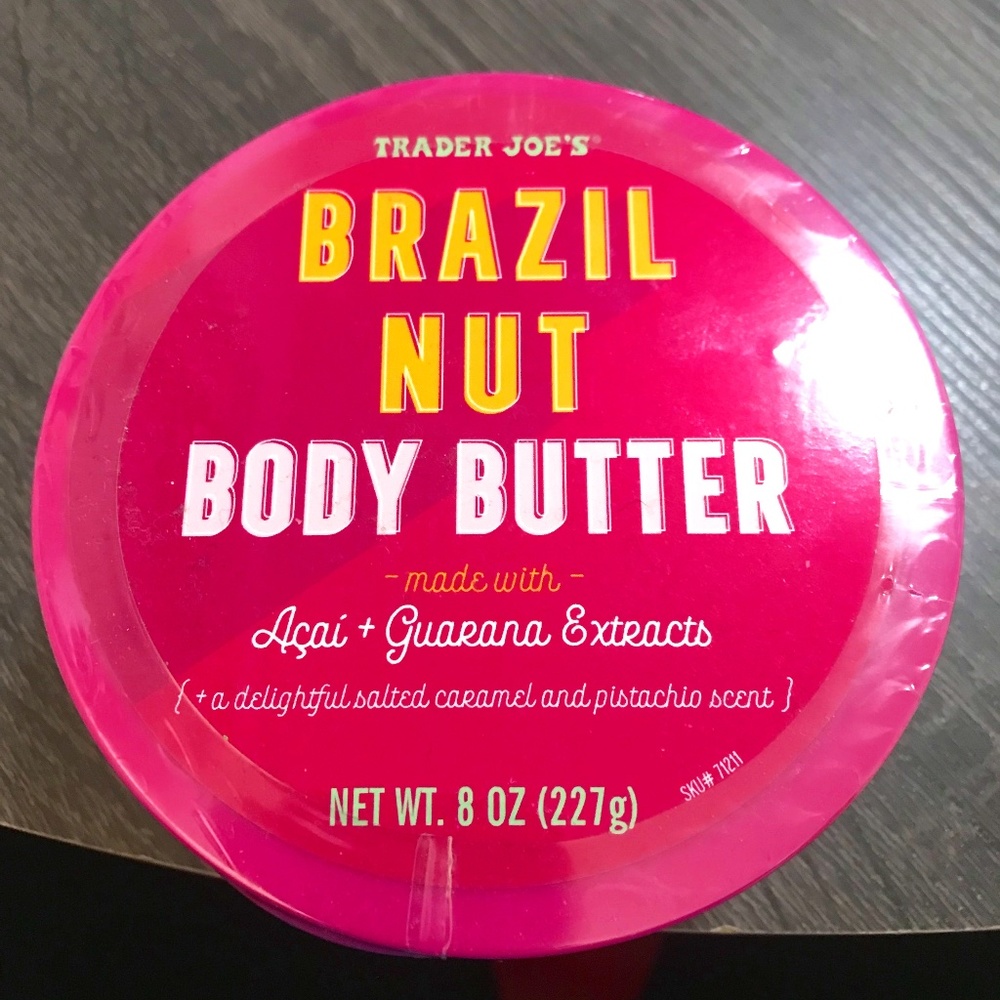 TRADER JOE'S®
BRAZIL
NUT
BODY BUTTER
- made with -
Açaí + Guarana Extracts
{ + a delightful salted caramel and pistachio scent }
SKU# 71211
NET WT. 8 OZ (227g)